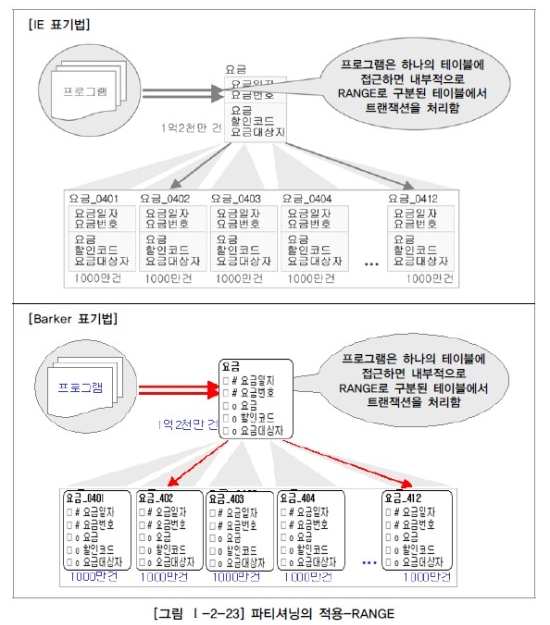 [IE 표기법]
프로그램
요금
요금일자
요금번호
요금
할인코드
요금대상자
1억2천만 건
프로그램은 하나의 테이블에
접근하면 내부적으로
RANGE로 구분된 테이블에서
트랜잭션을 처리함
요금_0401
요금일자
요금번호
요금
할인코드
요금대상자
1000만건
요금_0402
요금일자
요금번호
요금
할인코드
요금대상자
1000만건
요금_0403
요금일자
요금번호
요금
할인코드
요금대상자
1000만건
요금_0404
요금일자
요금번호
요금
할인코드
요금대상자
1000만건
...
요금_0412
요금일자
요금번호
요금
할인코드
요금대상자
1000만건
[Barker 표기법]
프로그램
요금
□ # 요금일자
□ # 요금번호
□ o 요금
□ o 할인코드
□ o 요금대상자
1억2천만 건
프로그램은 하나의 테이블에
접근하면 내부적으로
RANGE로 구분된 테이블에서
트랜잭션을 처리함
요금_0401
□ # 요금일자
□ # 요금번호
□ o 요금
□ o 할인코드
□ o 요금대상자
1000만건
요금_402
□ # 요금일자
□ # 요금번호
□ o 요금
□ o 할인코드
□ o 요금대상자
1000만건
요금_403
□ # 요금일자
□ # 요금번호
□ o 요금
□ o 할인코드
□ o 요금대상자
1000만건
요금_404
□ # 요금일자
□ # 요금번호
□ o 요금
□ o 할인코드
□ o 요금대상자
1000만건
...
요금_412
□ # 요금일자
□ # 요금번호
□ o 요금
□ o 할인코드
□ o 요금대상자
1000만건
[그림 Ⅰ-2-23] 파티셔닝의 적용-RANGE